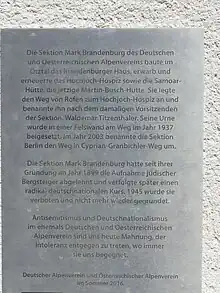 Die Sektion Mark Brandenburg des Deutschen
und Oesterreichischen Alpenvereins baute im
Ötztal das Brandenburger Haus, erwarb und
erneuerte das Hochjoch-Hospiz sowie die Samoar-
Hütte, die jetzige Martin-Busch-Hütte. Sie legte
den Weg von Rofen zum Hochjoch-Hospiz an und
benannte ihn nach dem damaligen Vorsitzenden
der Sektion, Waldemar Titzenthaler. Seine Urne
wurde in einer Felswand am Weg im Jahr 1937
beigesetzt. Im Jahr 2002 benannte die Sektion
Berlin den Weg in Cyprian-Granbichler-Weg um.
Die Sektion Mark Brandenburg hatte seit ihrer
Gründung an Jahr 1899 die Aufnahme jüdischer
Bergsteiger abgelehnt und verfolgte später einen
radikal deutschnationalen Kurs. 1945 wurde sie
verboten und nicht mehr wieder gegründet.
Antisemitismus und Deutschnationalismus
im ehemals Deutschen und Oesterreichischen
Alpenverein sind uns heute Mahnung, der
Intoleranz entgegen zu treten, wo immer
sie uns begegnet.
Deutscher Alpenverein und Österreichischer Alpenverein
im Sommer 2016